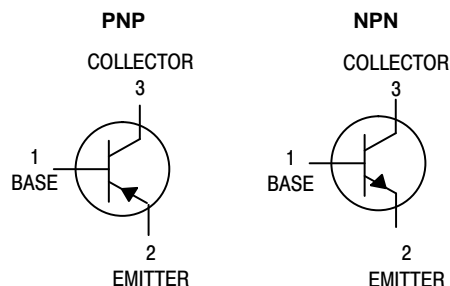 PNP
COLLECTOR
3
1
BASE
2
EMITTER
NPN
COLLECTOR
3
1
BASE
2
EMITTER